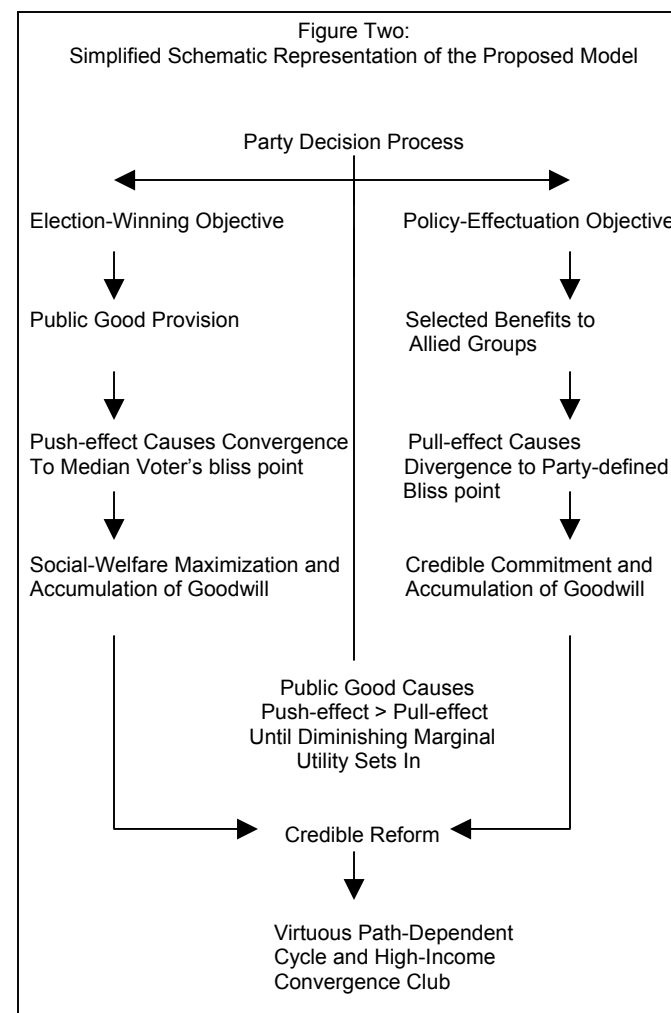 Figure Two:
Simplified Schematic Representation of the Proposed Model
Party Decision Process
Election-Winning Objective
Policy-Effectuation Objective
Public Good Provision
Selected Benefits to
Allied Groups
Push-effect Causes Convergence
To Median Voter's bliss point
Pull-effect Causes
Divergence to Party-defined
Bliss point
Social-Welfare Maximization and
Accumulation of Goodwill
Credible Commitment and
Accumulation of Goodwill
Public Good Causes
Push-effect > Pull-effect
Until Diminishing Marginal
Utility Sets In
Credible Reform
Virtuous Path-Dependent
Cycle and High-Income
Convergence Club